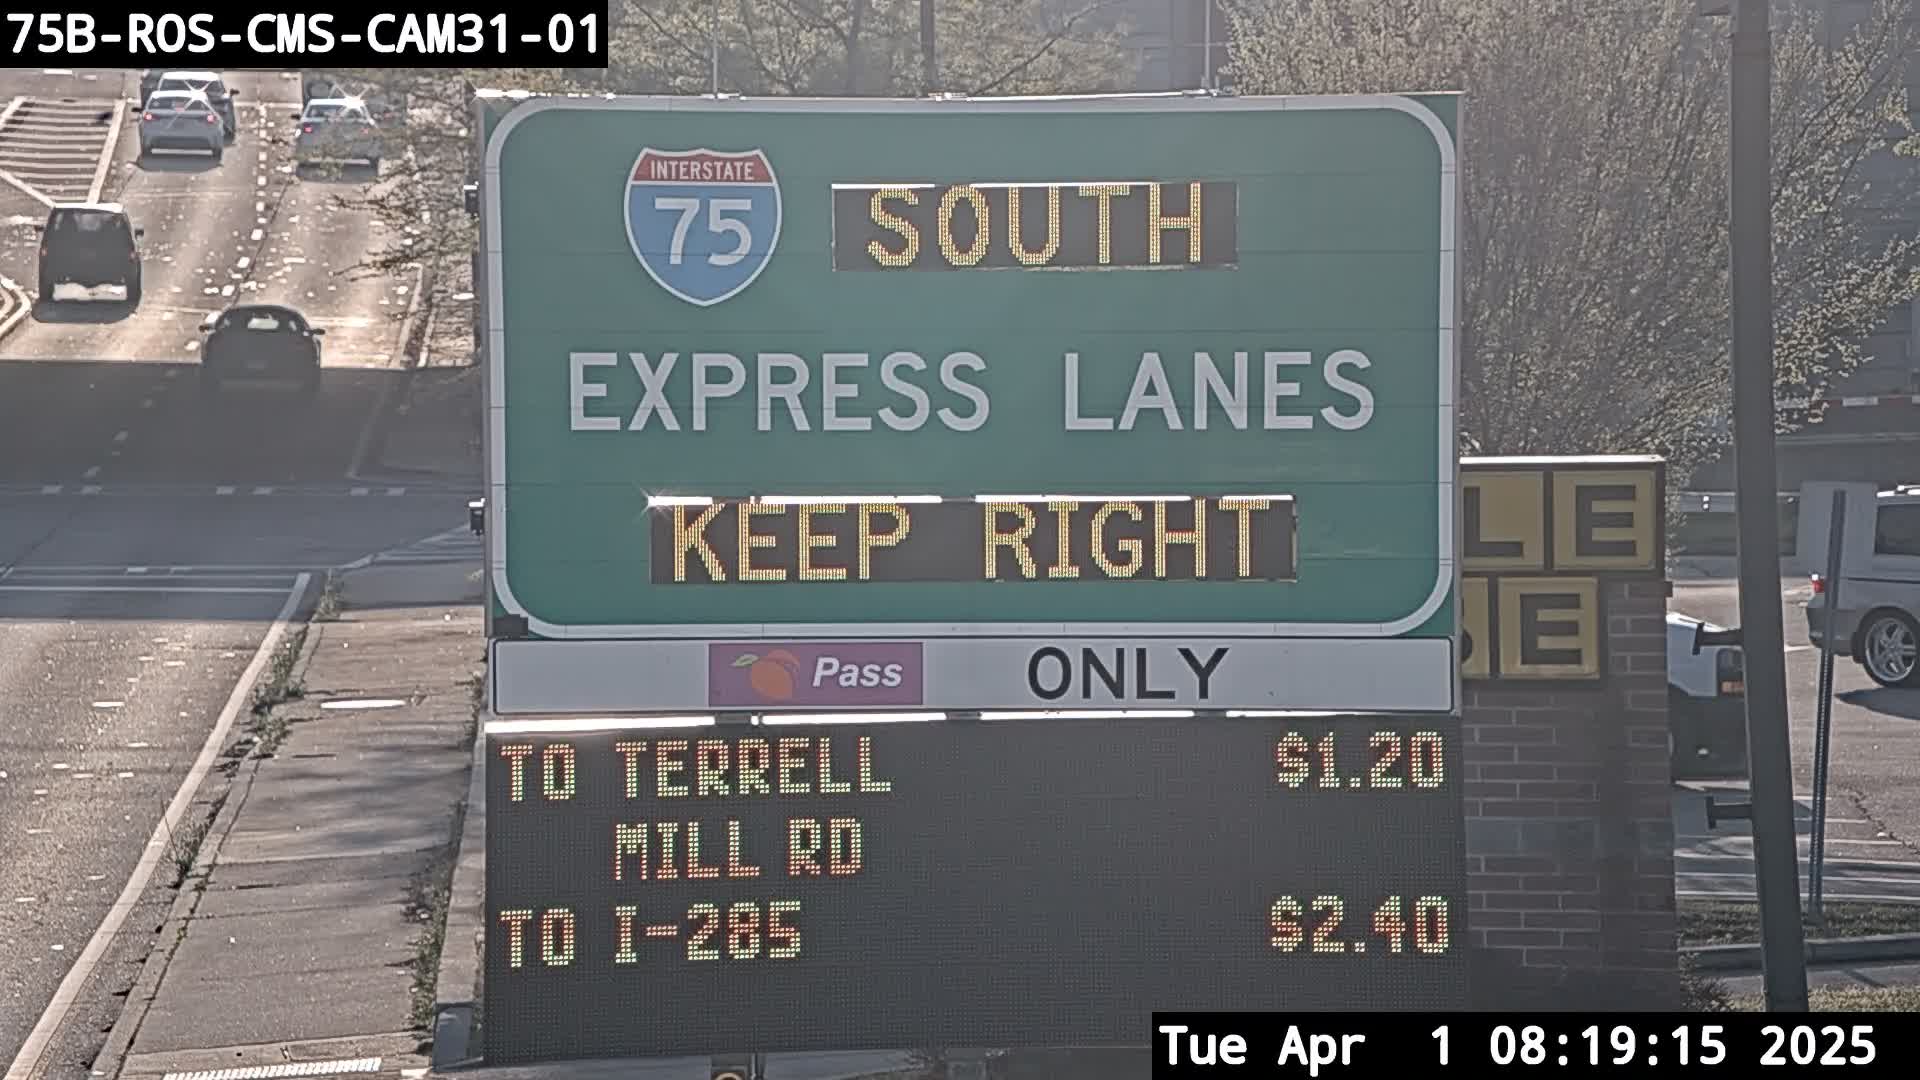 75B-ROS-CMS-CAM31-01
INTERSTATE
75
SOUTH
EXPRESS LANES
KEEP RIGHT
LE
E
Pass ONLY
TO TERRELL $1.20
MILL RD
TO I-285 $2.40
Tue Apr 1 08:19:15 2025